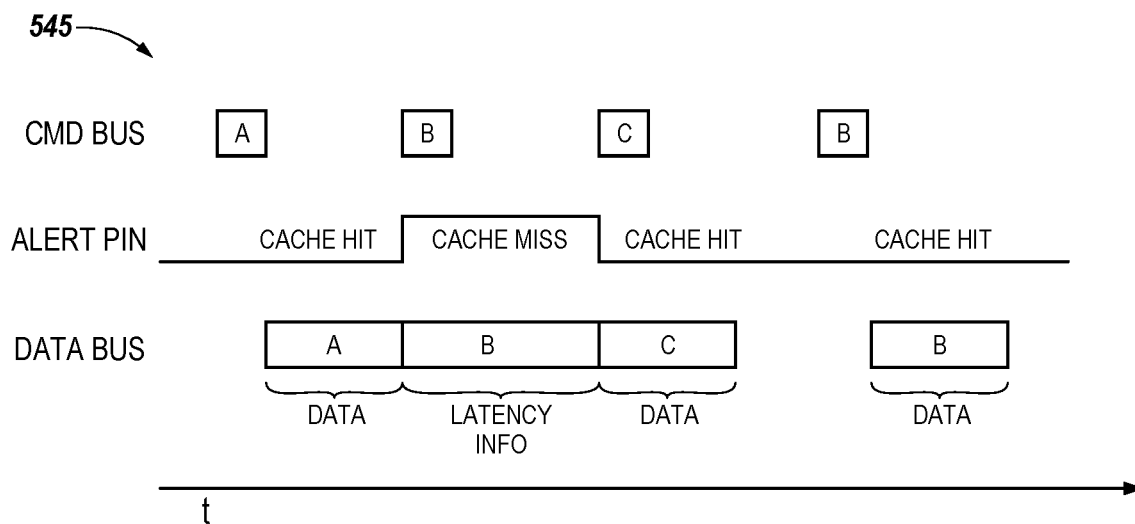 545
CMD BUS
A
B
C
B
ALERT PIN
CACHE HIT
CACHE MISS
CACHE HIT
CACHE HIT
DATA BUS
A
B
C
B
DATA
LATENCY
INFO
DATA
DATA
t